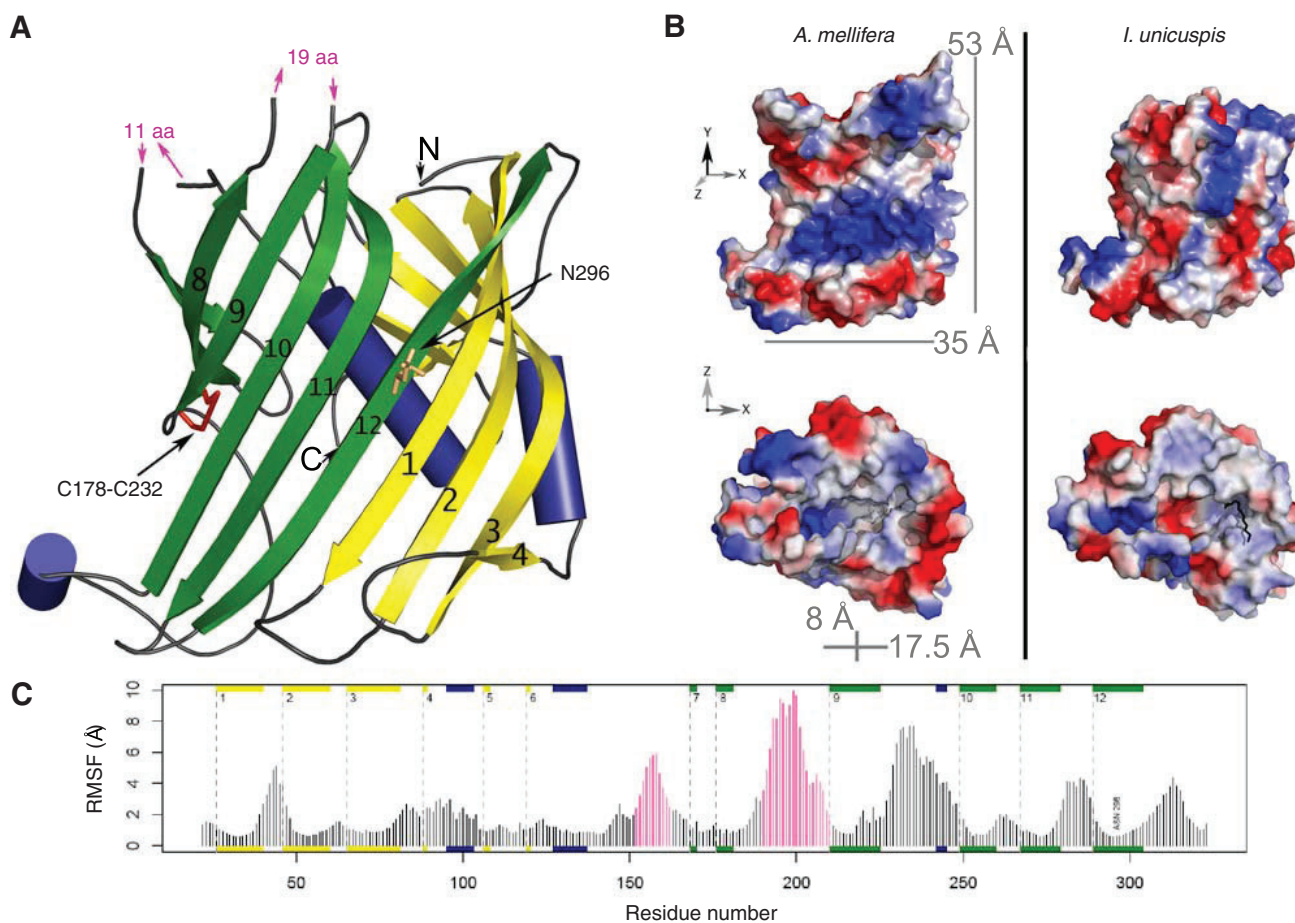 A
19 aa
11 aa
N
N296
8
9
10
11
12
C
1
2
3
4
C178-C232
B
A. mellifera
I. unicuspis
53 Å
Y
X
Z
35 Å
Z
X
8 Å
17.5 Å
C
RMSF (Å)
10
8
6
4
2
0
1 2 3 4 5 6 7 8 9 10 11 12
ASN 296
50 100 150 200 250 300
Residue number